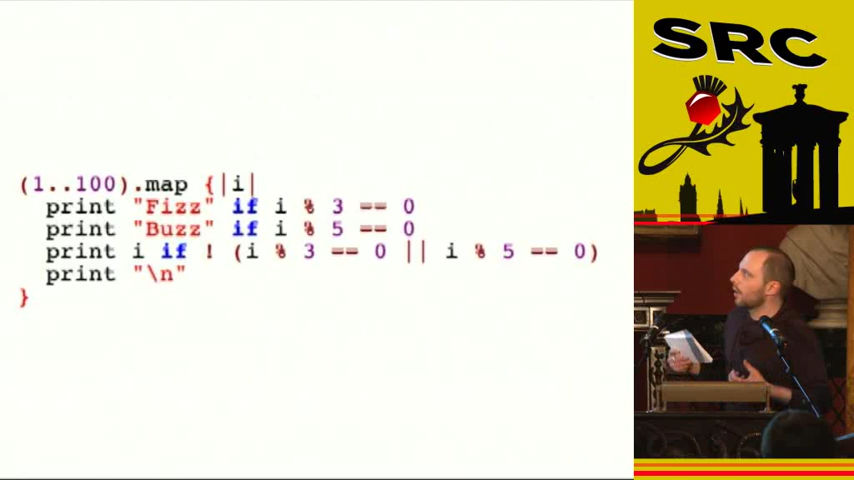 (1..100).map {|i|
  print "Fizz" if i % 3 == 0
  print "Buzz" if i % 5 == 0
  print i if ! (i % 3 == 0 || i % 5 == 0)
  print "\n"
}
SRC